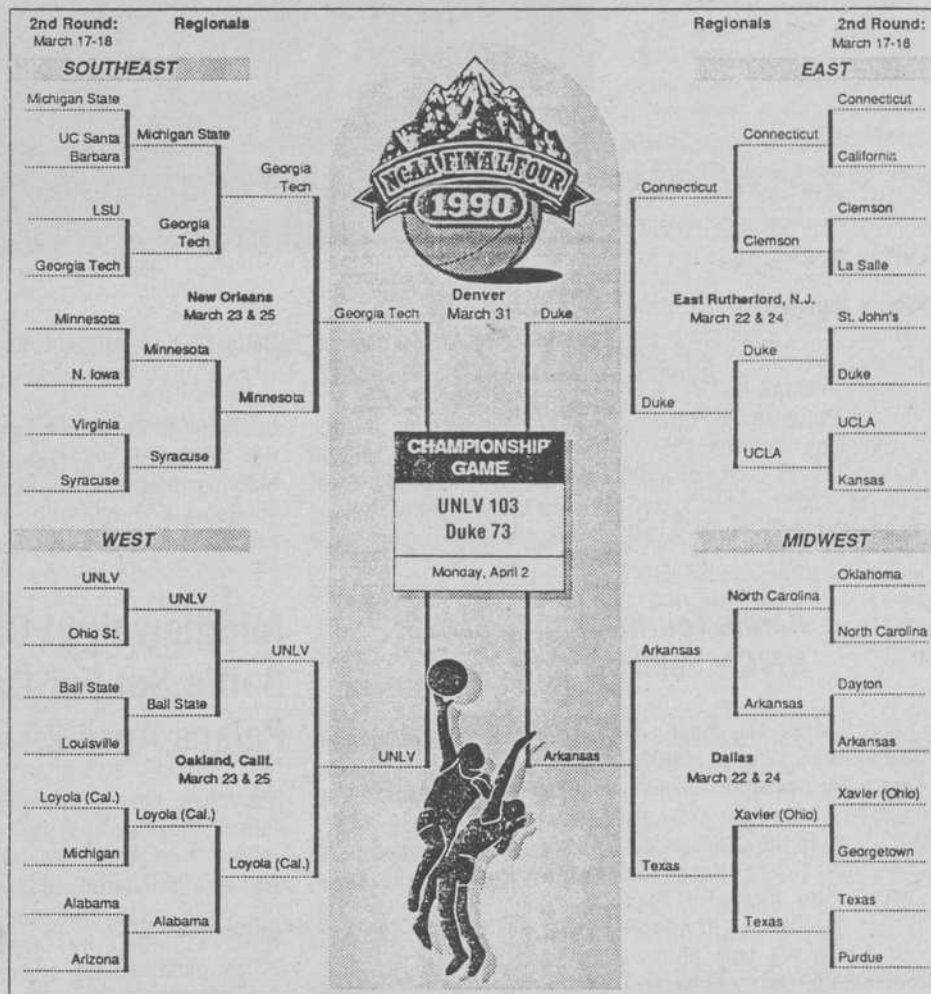 2nd Round:
March 17-18
Regionals
Regionals
2nd Round:
March 17-18
SOUTHEAST
Michigan State
UC Santa
Barbara
Michigan State
LSU
Georgia Tech
Georgia
Tech
Georgia
Tech
New Orleans
March 23 & 25
Minnesota
N. Iowa
Minnesota
Virginia
Syracuse
Syracuse
Minnesota
Georgia Tech
NCAA FINAL FOUR
1990
Denver
March 31
Duke
EAST
Connecticut
California
Connecticut
Clemson
La Salle
Clemson
Connecticut
East Rutherford, N.J.
March 22 & 24
St. John's
Duke
Duke
UCLA
Kansas
UCLA
Duke
CHAMPIONSHIP
GAME
UNLV 103
Duke 73
Monday, April 2
WEST
UNLV
Ohio St.
UNLV
Ball State
Louisville
Ball State
UNLV
Oakland, Calif.
March 23 & 25
Loyola (Cal.)
Michigan
Loyola (Cal.)
Alabama
Arizona
Alabama
Loyola (Cal.)
UNLV
MIDWEST
Oklahoma
North Carolina
North Carolina
Dayton
Arkansas
Arkansas
Arkansas
Arkansas
Dallas
March 22 & 24
Xavier (Ohio)
Georgetown
Xavier (Ohio)
Texas
Purdue
Texas
Texas